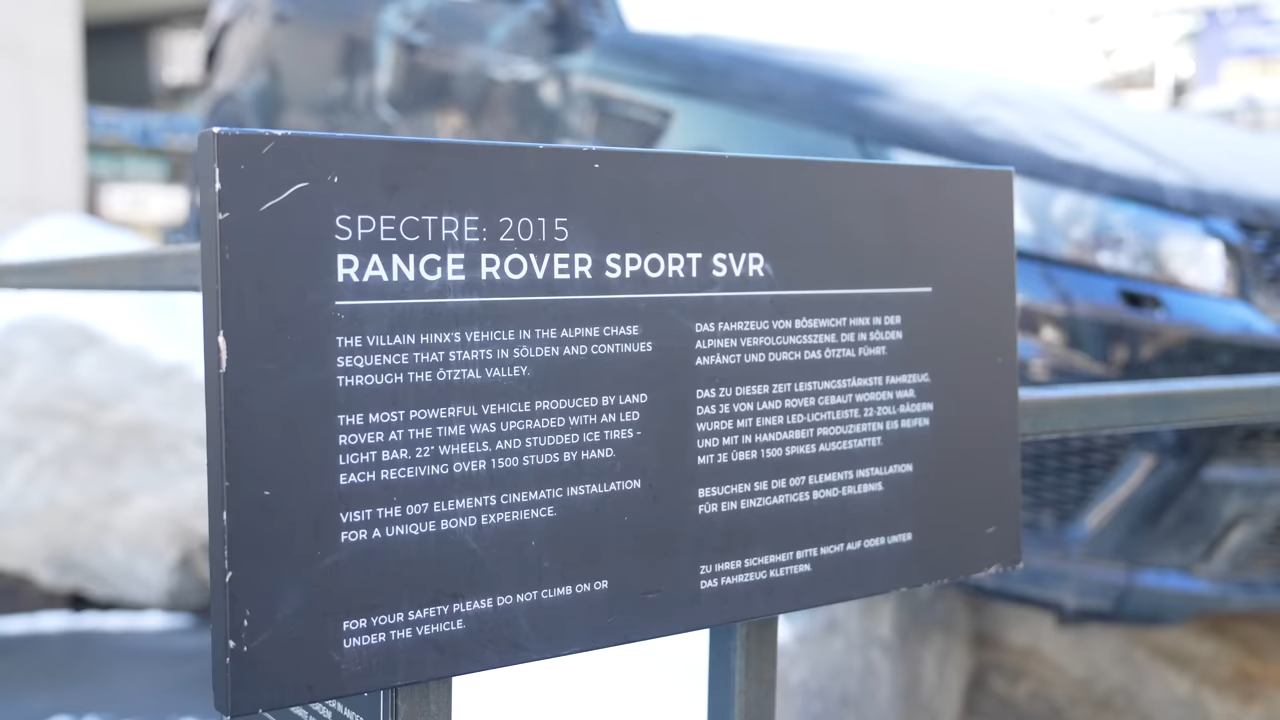 SPECTRE: 2015
RANGE ROVER SPORT SVR
THE VILLAIN HINX'S VEHICLE IN THE ALPINE CHASE
SEQUENCE THAT STARTS IN SÖLDEN AND CONTINUES
THROUGH THE ÖTZTAL VALLEY.
THE MOST POWERFUL VEHICLE PRODUCED BY LAND
ROVER AT THE TIME WAS UPGRADED WITH AN LED
LIGHT BAR, 22" WHEELS, AND STUDDED ICE TIRES –
EACH RECEIVING OVER 1500 STUDS BY HAND.
VISIT THE 007 ELEMENTS CINEMATIC INSTALLATION
FOR A UNIQUE BOND EXPERIENCE.
FOR YOUR SAFETY PLEASE DO NOT CLIMB ON OR
UNDER THE VEHICLE.
DAS FAHRZEUG VON BÖSEWICHT HINX IN DER
ALPINEN VERFOLGUNGSSZENE, DIE IN SÖLDEN
ANFÄNGT UND DURCH DAS ÖTZTAL FÜHRT.
DAS ZU DIESER ZEIT LEISTUNGSSTÄRKSTE FAHRZEUG,
DAS JE VON LAND ROVER GEBAUT WORDEN WAR,
WURDE MIT EINER LED-LICHTLEISTE, 22-ZOLL-RÄDERN
UND MIT IN HANDARBEIT PRODUZIERTEN EIS REIFEN
MIT JE ÜBER 1500 SPIKES AUSGESTATTET.
BESUCHEN SIE DIE 007 ELEMENTS INSTALLATION
FÜR EIN EINZIGARTIGES BOND-ERLEBNIS.
ZU IHRER SICHERHEIT BITTE NICHT AUF ODER UNTER
DAS FAHRZEUG KLETTERN.